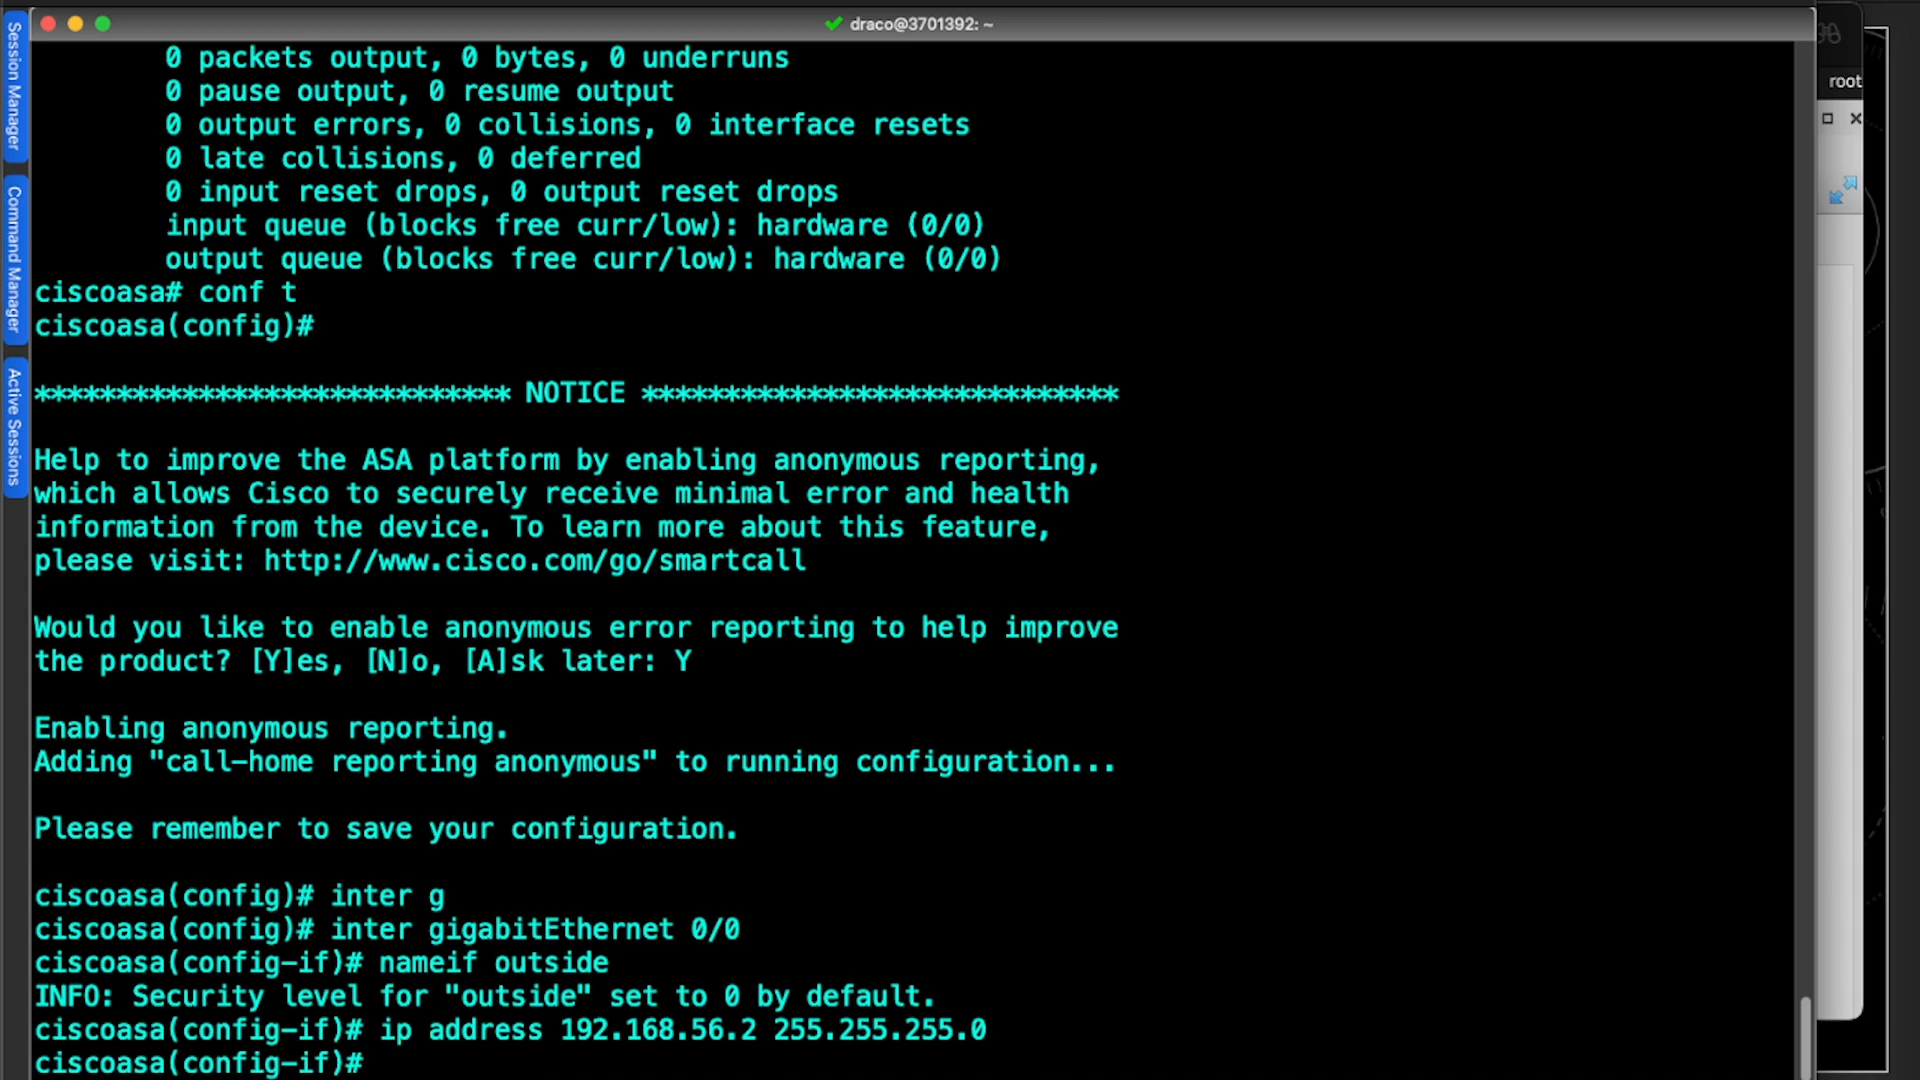 draco@3701392: ~
Session Manager
Command Manager
Active Sessions
root
0 packets output, 0 bytes, 0 underruns
0 pause output, 0 resume output
0 output errors, 0 collisions, 0 interface resets
0 late collisions, 0 deferred
0 input reset drops, 0 output reset drops
input queue (blocks free curr/low): hardware (0/0)
output queue (blocks free curr/low): hardware (0/0)
ciscoasa# conf t
ciscoasa(config)#
***************************** NOTICE *****************************
Help to improve the ASA platform by enabling anonymous reporting,
which allows Cisco to securely receive minimal error and health
information from the device. To learn more about this feature,
please visit: http://www.cisco.com/go/smartcall
Would you like to enable anonymous error reporting to help improve
the product? [Y]es, [N]o, [A]sk later: Y
Enabling anonymous reporting.
Adding "call-home reporting anonymous" to running configuration...
Please remember to save your configuration.
ciscoasa(config)# inter g
ciscoasa(config)# inter gigabitEthernet 0/0
ciscoasa(config-if)# nameif outside
INFO: Security level for "outside" set to 0 by default.
ciscoasa(config-if)# ip address 192.168.56.2 255.255.255.0
ciscoasa(config-if)#